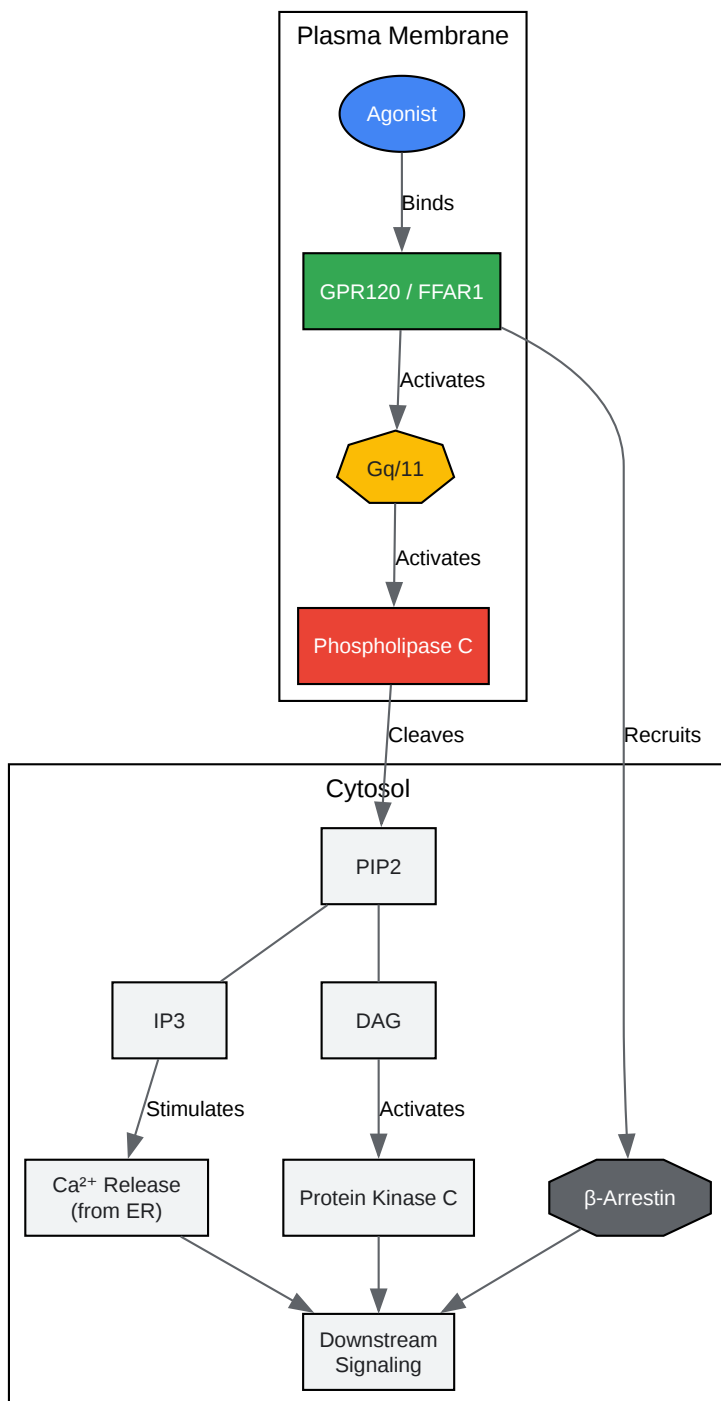 Plasma Membrane
Agonist
Binds
GPR120 / FFAR1
Activates
Gq/11
Activates
Phospholipase C
Cleaves
Recruits
Cytosol
PIP2
IP3
DAG
Stimulates
Activates
Ca²⁺ Release
(from ER)
Protein Kinase C
β-Arrestin
Downstream
Signaling